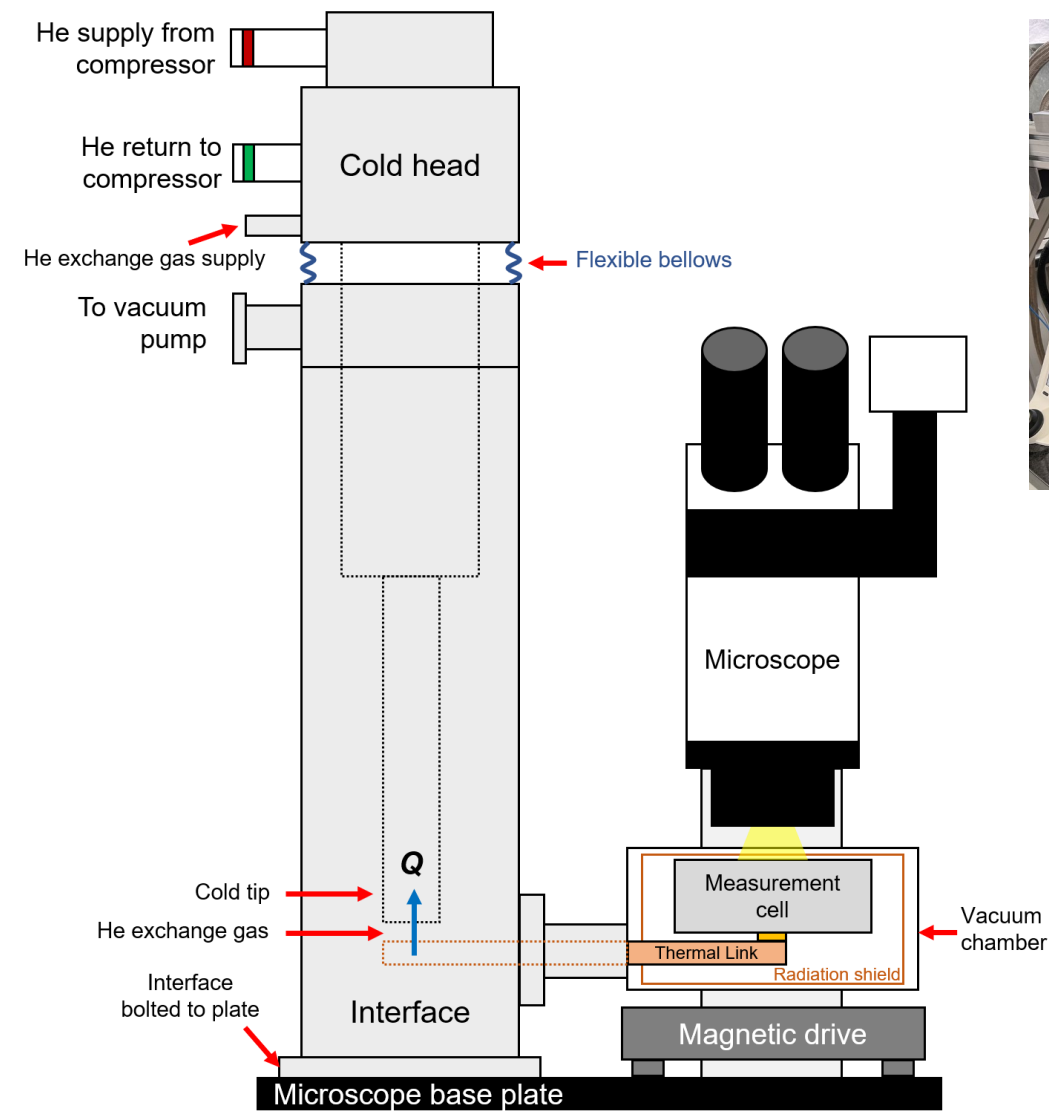 He supply from
compressor
He return to
compressor
Cold head
He exchange gas supply
Flexible bellows
To vacuum
pump
Microscope
Q
Cold tip
He exchange gas
Measurement
cell
Vacuum
chamber
Thermal Link
Radiation shield
Interface
bolted to plate
Interface
Magnetic drive
Microscope base plate